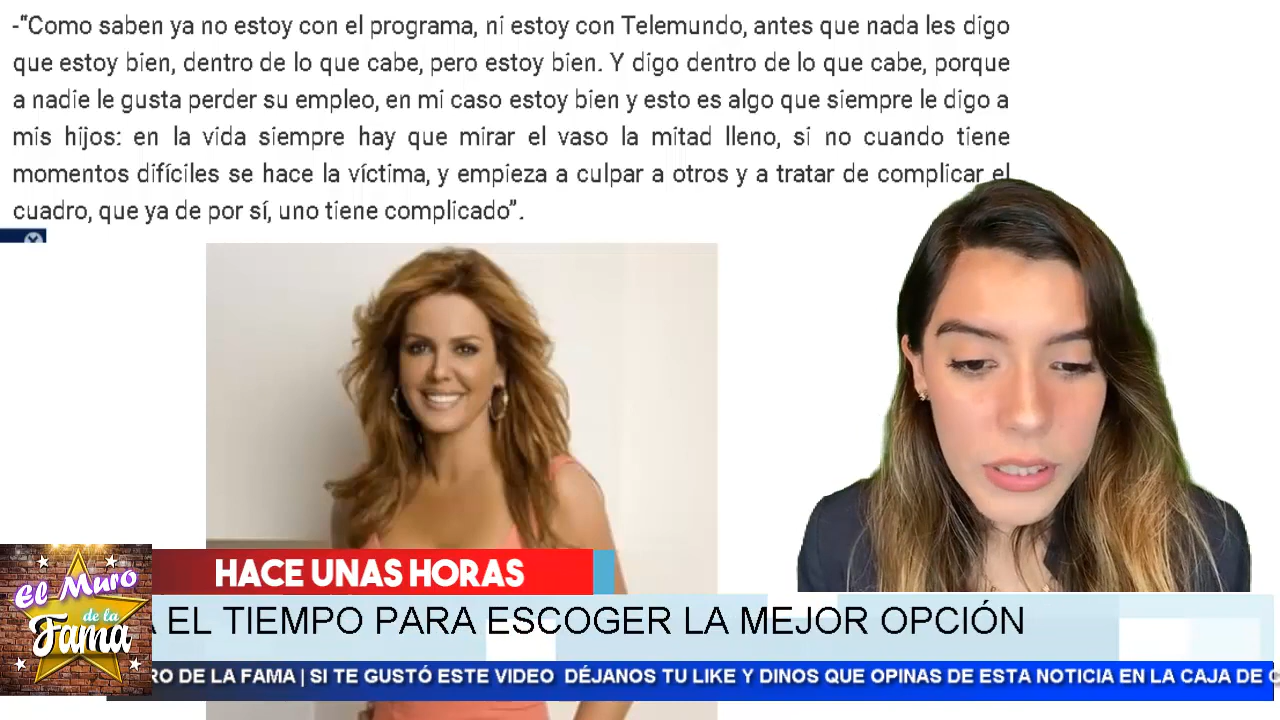 -“Como saben ya no estoy con el programa, ni estoy con Telemundo, antes que nada les digo
que estoy bien, dentro de lo que cabe, pero estoy bien. Y digo dentro de lo que cabe, porque
a nadie le gusta perder su empleo, en mi caso estoy bien y esto es algo que siempre le digo a
mis hijos: en la vida siempre hay que mirar el vaso la mitad lleno, si no cuando tiene
momentos difíciles se hace la víctima, y empieza a culpar a otros y a tratar de complicar el
cuadro, que ya de por sí, uno tiene complicado”.
HACE UNAS HORAS
El Muro
de la
Fama
A EL TIEMPO PARA ESCOGER LA MEJOR OPCIÓN
RO DE LA FAMA | SI TE GUSTÓ ESTE VIDEO DÉJANOS TU LIKE Y DINOS QUE OPINAS DE ESTA NOTICIA EN LA CAJA DE